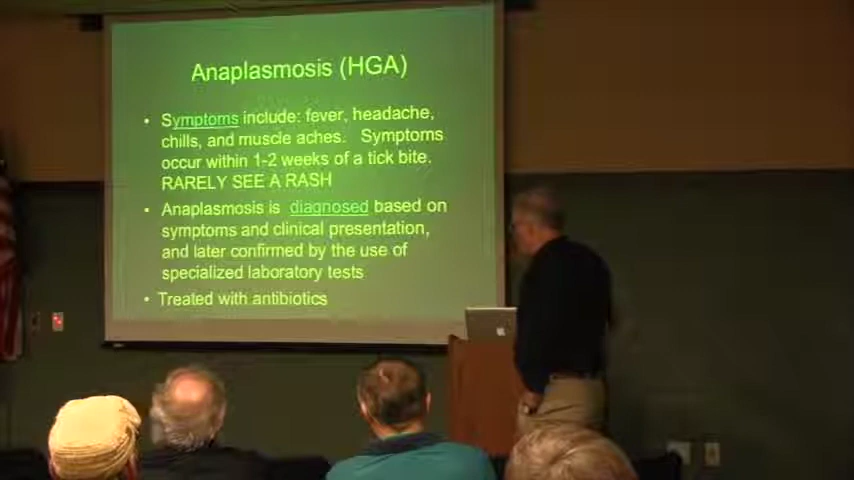 Anaplasmosis (HGA)
• Symptoms include: fever, headache,
chills, and muscle aches. Symptoms
occur within 1-2 weeks of a tick bite.
RARELY SEE A RASH
• Anaplasmosis is diagnosed based on
symptoms and clinical presentation,
and later confirmed by the use of
specialized laboratory tests
• Treated with antibiotics